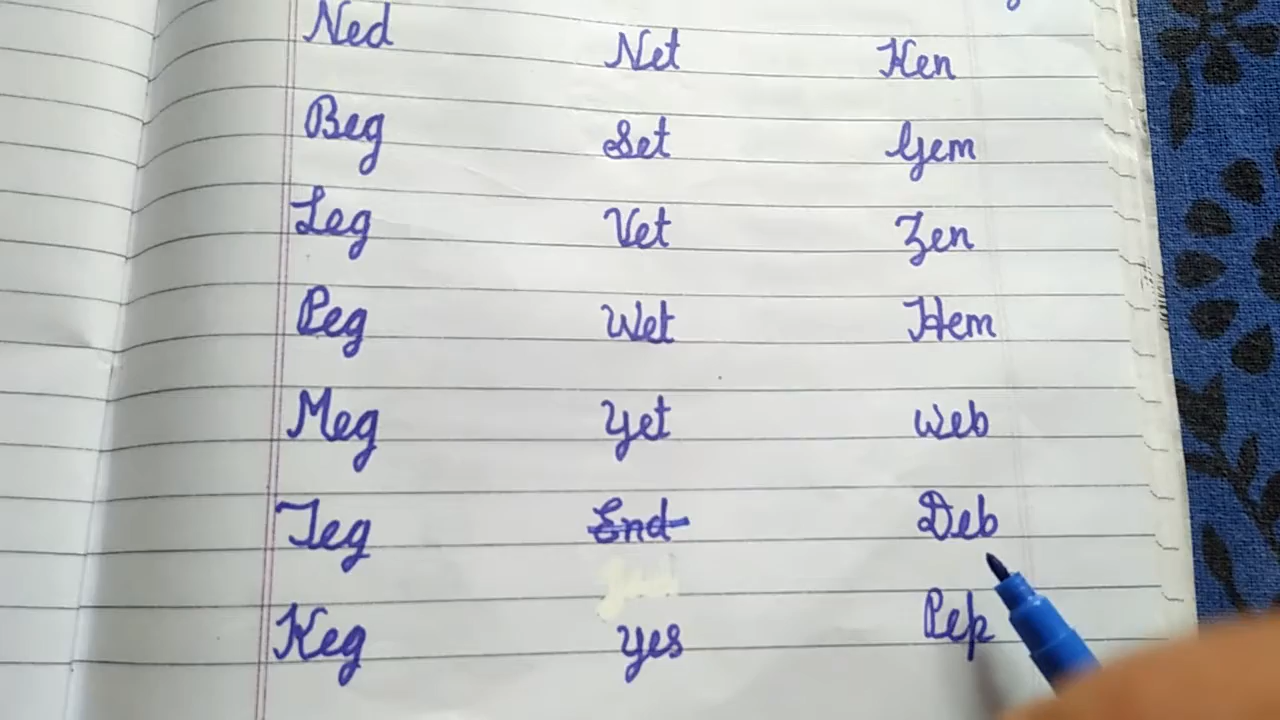 Ned Net Ken
Beg Set Gem
Leg Vet Zen
Peg Wet Hem
Meg Yet Web
Teg End Deb
Keg Yes Pep